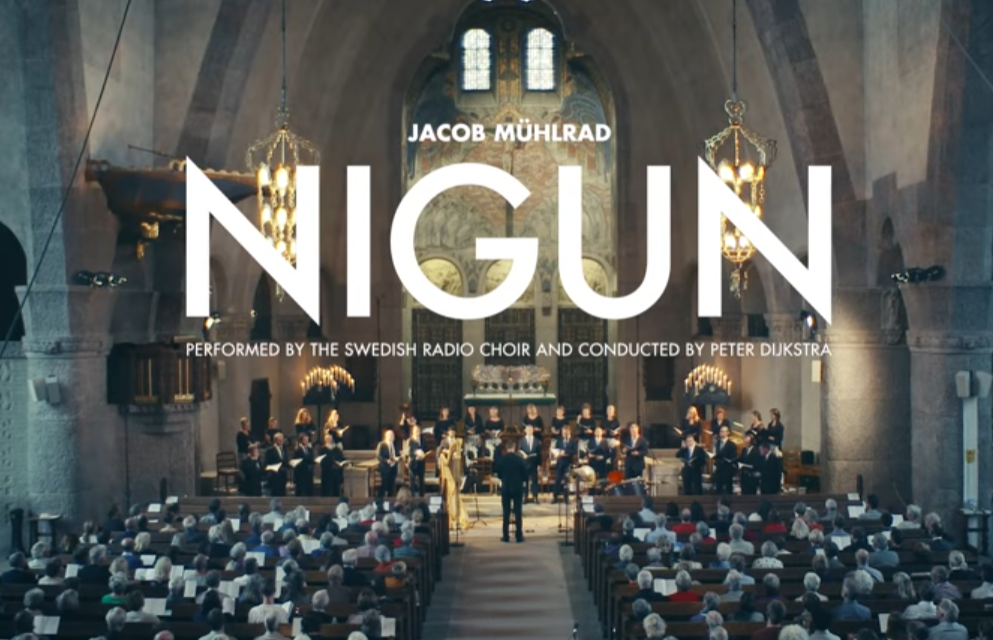 JACOB MÜHLRAD
NIGUN
PERFORMED BY THE SWEDISH RADIO CHOIR AND CONDUCTED BY PETER DIJKSTRA